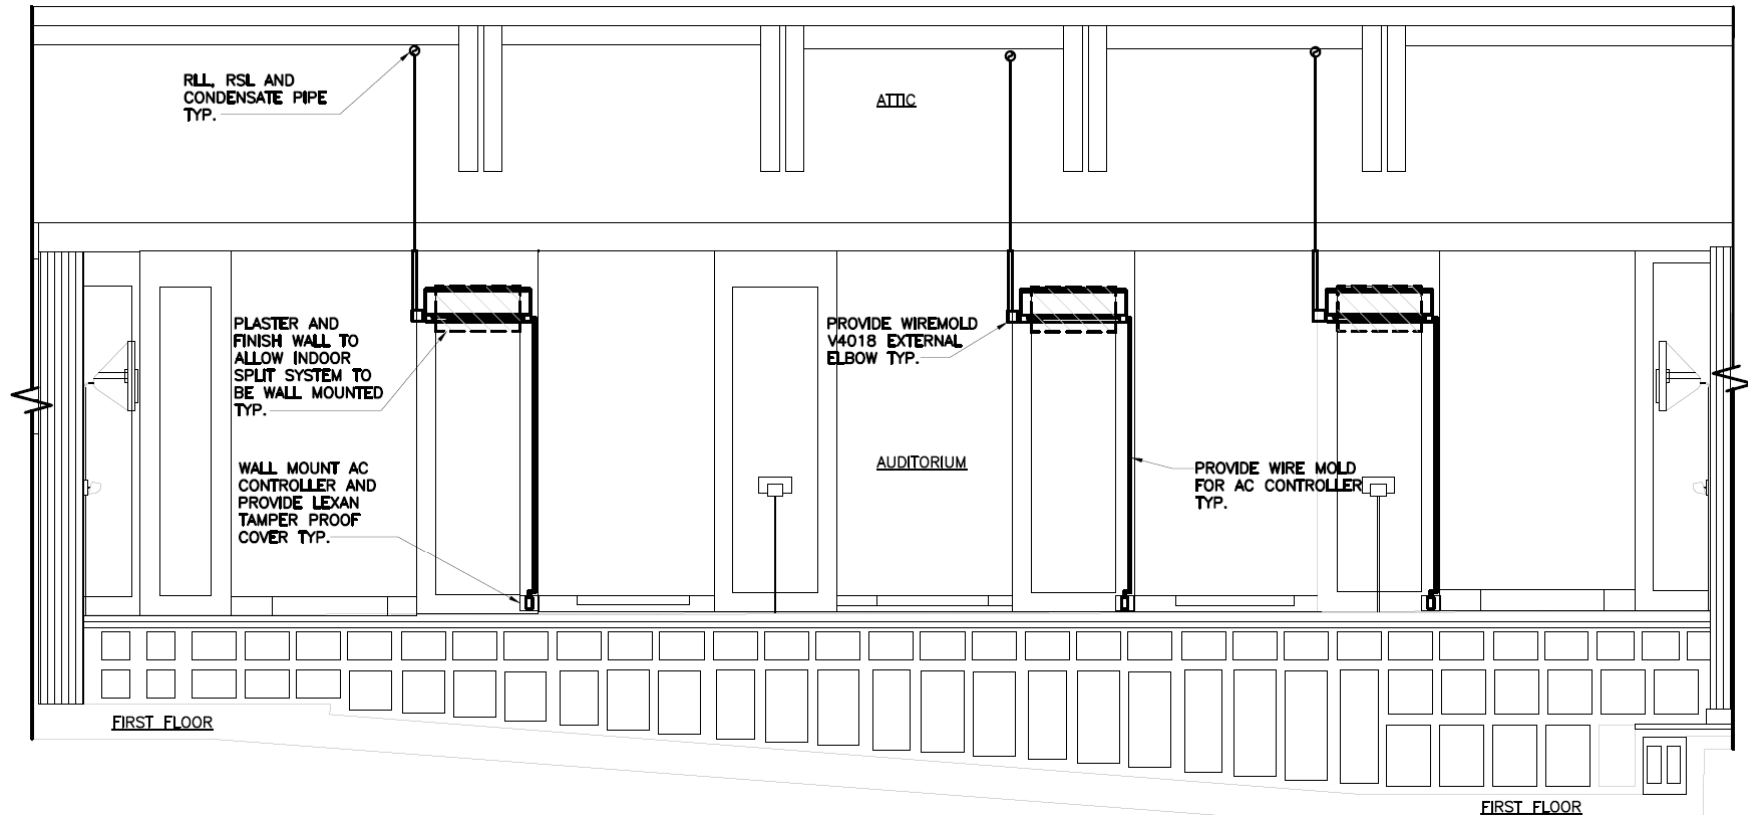 RLL, RSL AND
CONDENSATE PIPE
TYP.
ATTIC
PLASTER AND
FINISH WALL TO
ALLOW INDOOR
SPLIT SYSTEM TO
BE WALL MOUNTED
TYP.
PROVIDE WIREMOLD
V4018 EXTERNAL
ELBOW TYP.
WALL MOUNT AC
CONTROLLER AND
PROVIDE LEXAN
TAMPER PROOF
COVER TYP.
AUDITORIUM
PROVIDE WIRE MOLD
FOR AC CONTROLLER
TYP.
FIRST FLOOR
FIRST FLOOR